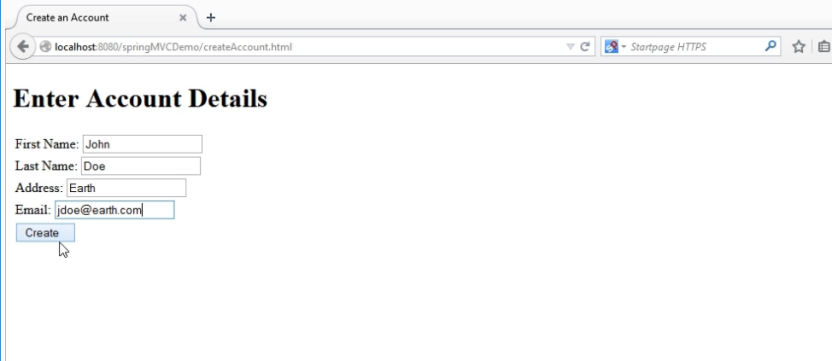 Create an Account
localhost:8080/springMVCDemo/createAccount.html
Startpage HTTPS
Enter Account Details
First Name: John
Last Name: Doe
Address: Earth
Email: jdoe@earth.com
Create